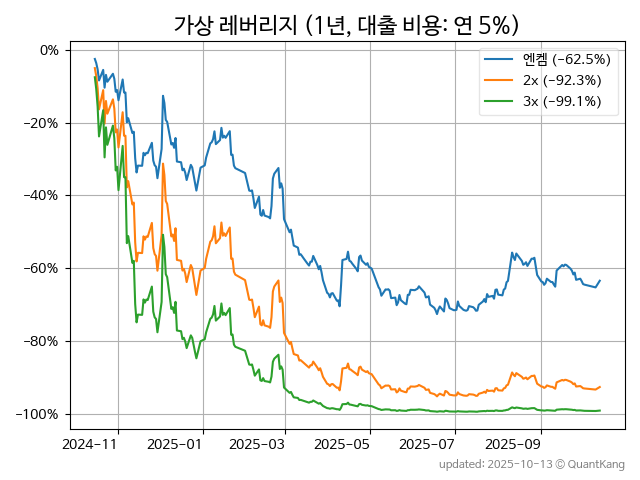 가상 레버리지 (1년, 대출 비용: 연 5%)
0%
−20%
−40%
−60%
−80%
−100%
엔켐 (−62.5%)
2x (−92.3%)
3x (−99.1%)
2024-11 2025-01 2025-03 2025-05 2025-07 2025-09
updated: 2025-10-13 © QuantKang